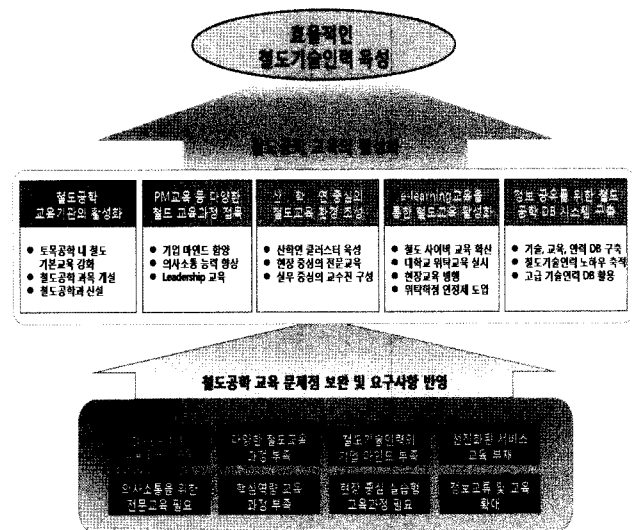 효율적인
철도기술인력 육성
철도공학 교육의 활성화
철도공학
교육기관의 활성화
토목공학 내 철도
기본교육 강화
철도공학 과목 개설
철도공학과 신설
PM교육 등 다양한
철도 교육과정 접목
기업 마인드 함양
의사소통 능력 향상
Leadership 교육
산 학 연중심의
철도교육 환경 조성
산학연 클러스터 육성
현장 중심의 전문교육
실무 중심의 교수진 구성
e-learning교육을
통한 철도교육 활성화
철도 사이버 교육 확산
대학교 위탁교육 실시
현장교육 병행
위탁학점 연정제 도입
정보 공유를 위한 철도
공학 DB 시스템 구축
기술, 교육, 인력 DB 구축
철도기술인력 노하우 축적
고급 기술인력 DB 활용
철도공학 교육 문제점 보완 및 요구사항 반영
다양한 철도교육
과정 부족
철도기술인력의
기업 마인드 부족
선진화된 서비스
교육 부재
의사소통을 위한
전문교육 필요
핵심역량 교육
과정 부족
현장 중심 실습형
교육과정 필요
정보교류 및 교육
확대